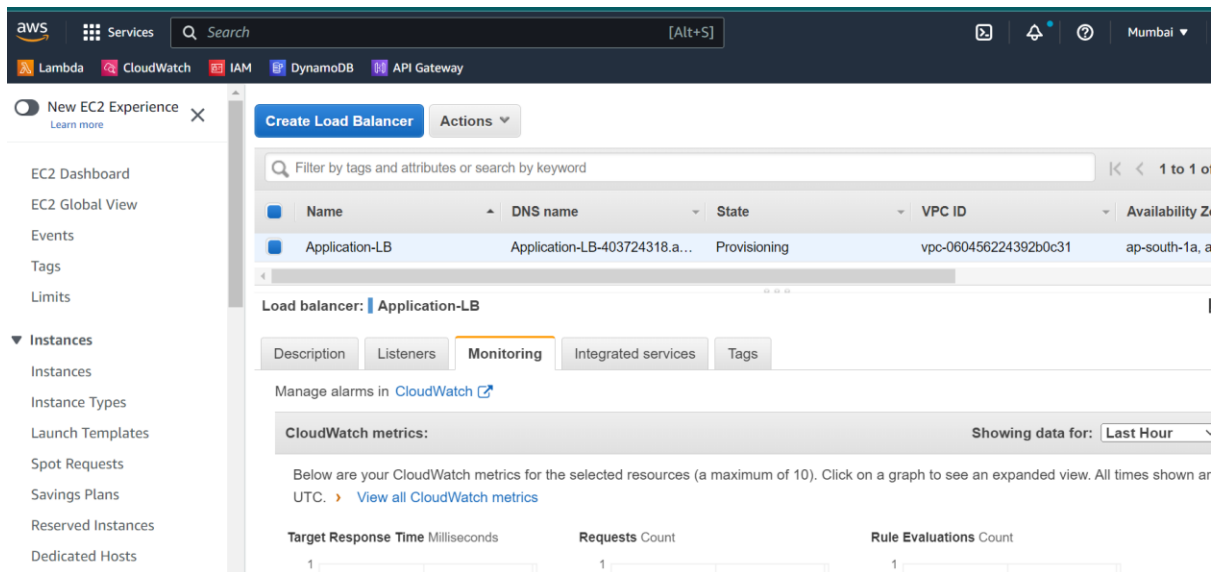 aws Services Search [Alt+S] Mumbai
Lambda CloudWatch IAM DynamoDB API Gateway
New EC2 Experience
Learn more
EC2 Dashboard
EC2 Global View
Events
Tags
Limits
Instances
Instances
Instance Types
Launch Templates
Spot Requests
Savings Plans
Reserved Instances
Dedicated Hosts
Create Load Balancer Actions
Filter by tags and attributes or search by keyword 1 to 1 of
Name DNS name State VPC ID Availability
Application-LB Application-LB-403724318.a... Provisioning vpc-060456224392b0c31 ap-south-1a,
Load balancer: Application-LB
Description Listeners Monitoring Integrated services Tags
Manage alarms in CloudWatch
CloudWatch metrics: Showing data for: Last Hour
Below are your CloudWatch metrics for the selected resources (a maximum of 10). Click on a graph to see an expanded view. All times shown
UTC. View all CloudWatch metrics
Target Response Time Milliseconds Requests Count Rule Evaluations Count
1 1 1